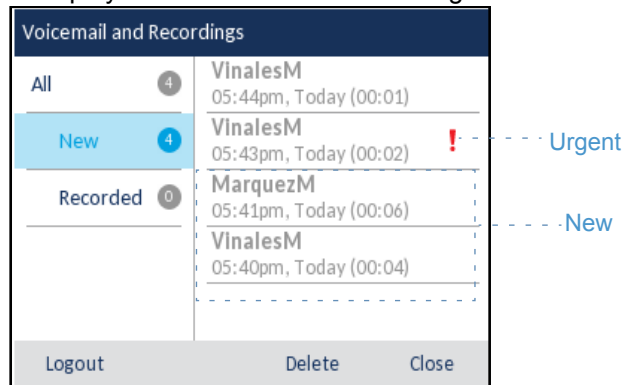 Voicemail and Recordings
All 4
New 4
Recorded 0
VinalesM
05:44pm, Today (00:01)
VinalesM
05:43pm, Today (00:02) !
Urgent
MarquezM
05:41pm, Today (00:06)
New
VinalesM
05:40pm, Today (00:04)
Logout Delete Close